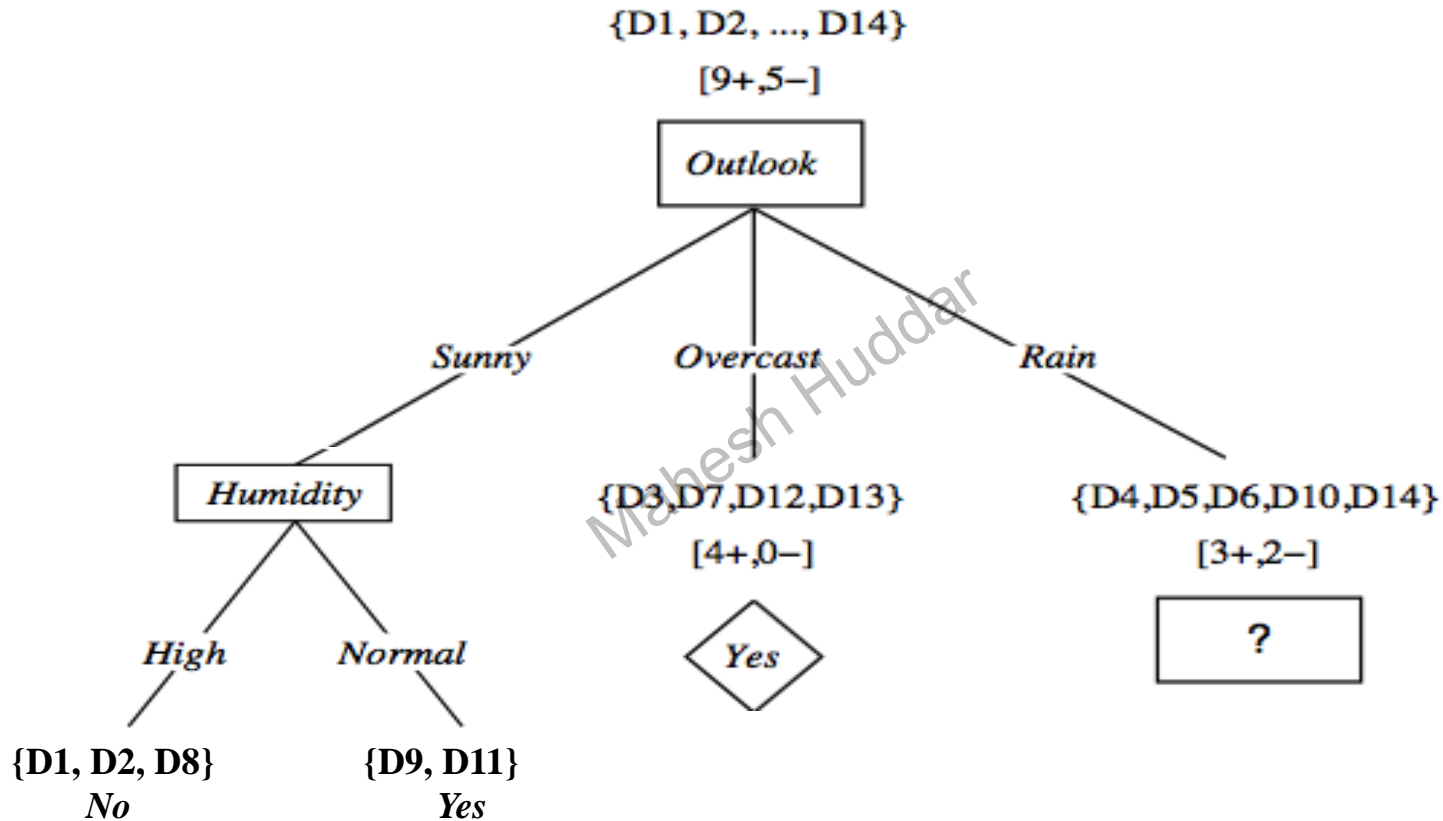 {D1, D2, ..., D14}
[9+,5−]
Outlook
Sunny
Overcast
Rain
Mahesh Huddar
Humidity
{D3,D7,D12,D13}
{D4,D5,D6,D10,D14}
[4+,0−]
[3+,2−]
High
Normal
Yes
?
{D1, D2, D8}
{D9, D11}
No
Yes